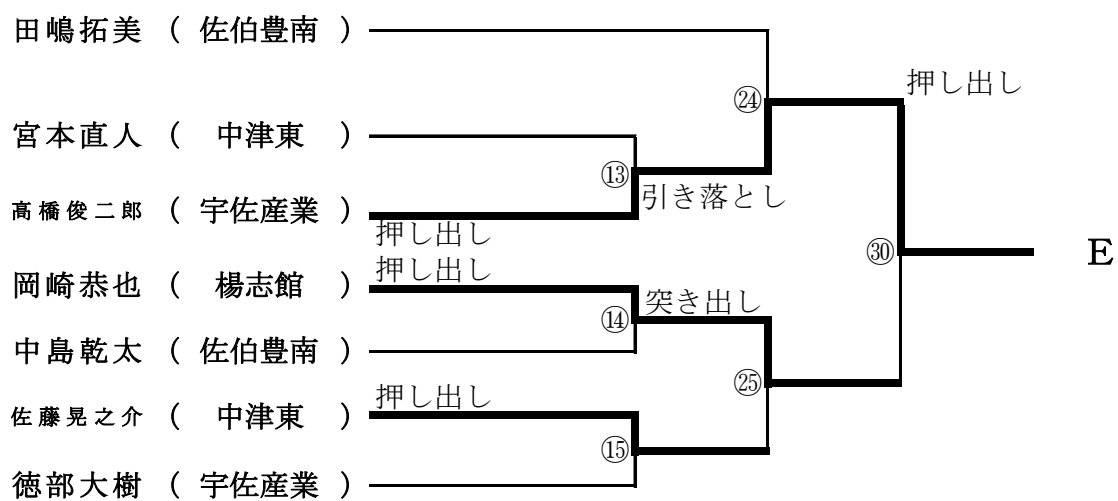 田嶋拓美 ( 佐伯豊南 )
押し出し
㉔
宮本直人 ( 中津東 )
⑬
引き落とし
高橋俊二郎 ( 宇佐産業 )
押し出し
㉚
E
押し出し
岡崎恭也 ( 楊志館 )
突き出し
⑭
中島乾太 ( 佐伯豊南 )
㉕
押し出し
佐藤晃之介 ( 中津東 )
⑮
徳部大樹 ( 宇佐産業 )